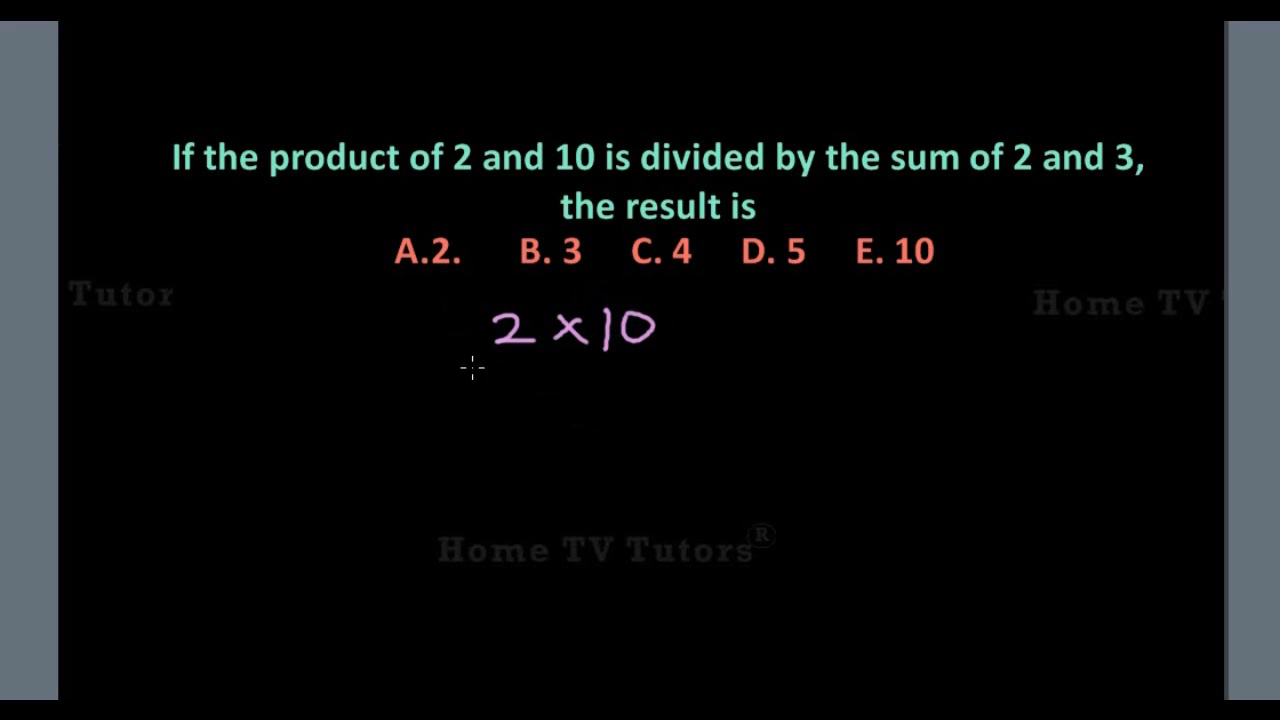 If the product of 2 and 10 is divided by the sum of 2 and 3,
the result is
A.2. B. 3 C. 4 D. 5 E. 10
Tutor
Home TV
2 × 10
Home TV Tutors®